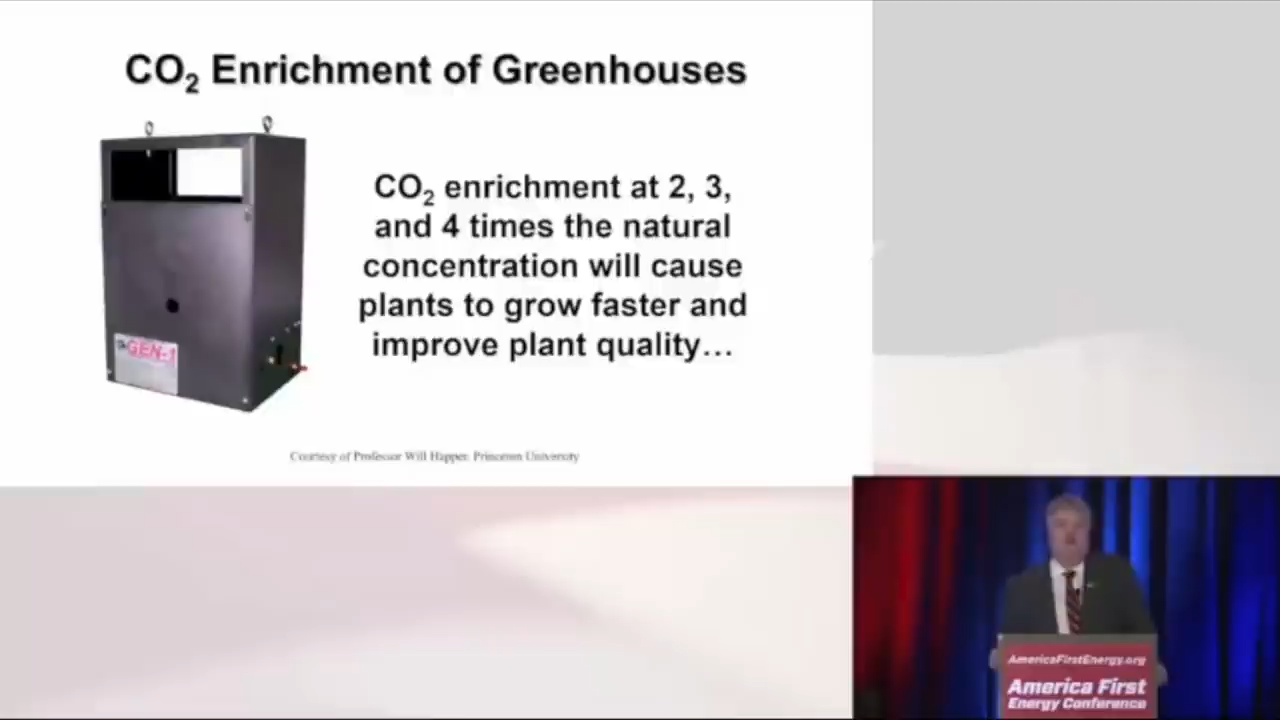 CO₂ Enrichment of Greenhouses
CO₂ enrichment at 2, 3,
and 4 times the natural
concentration will cause
plants to grow faster and
improve plant quality…
GEN-1
Courtesy of Professor Will Happer, Princeton University
AmericaFirstEnergy.org
America First
Energy Conference